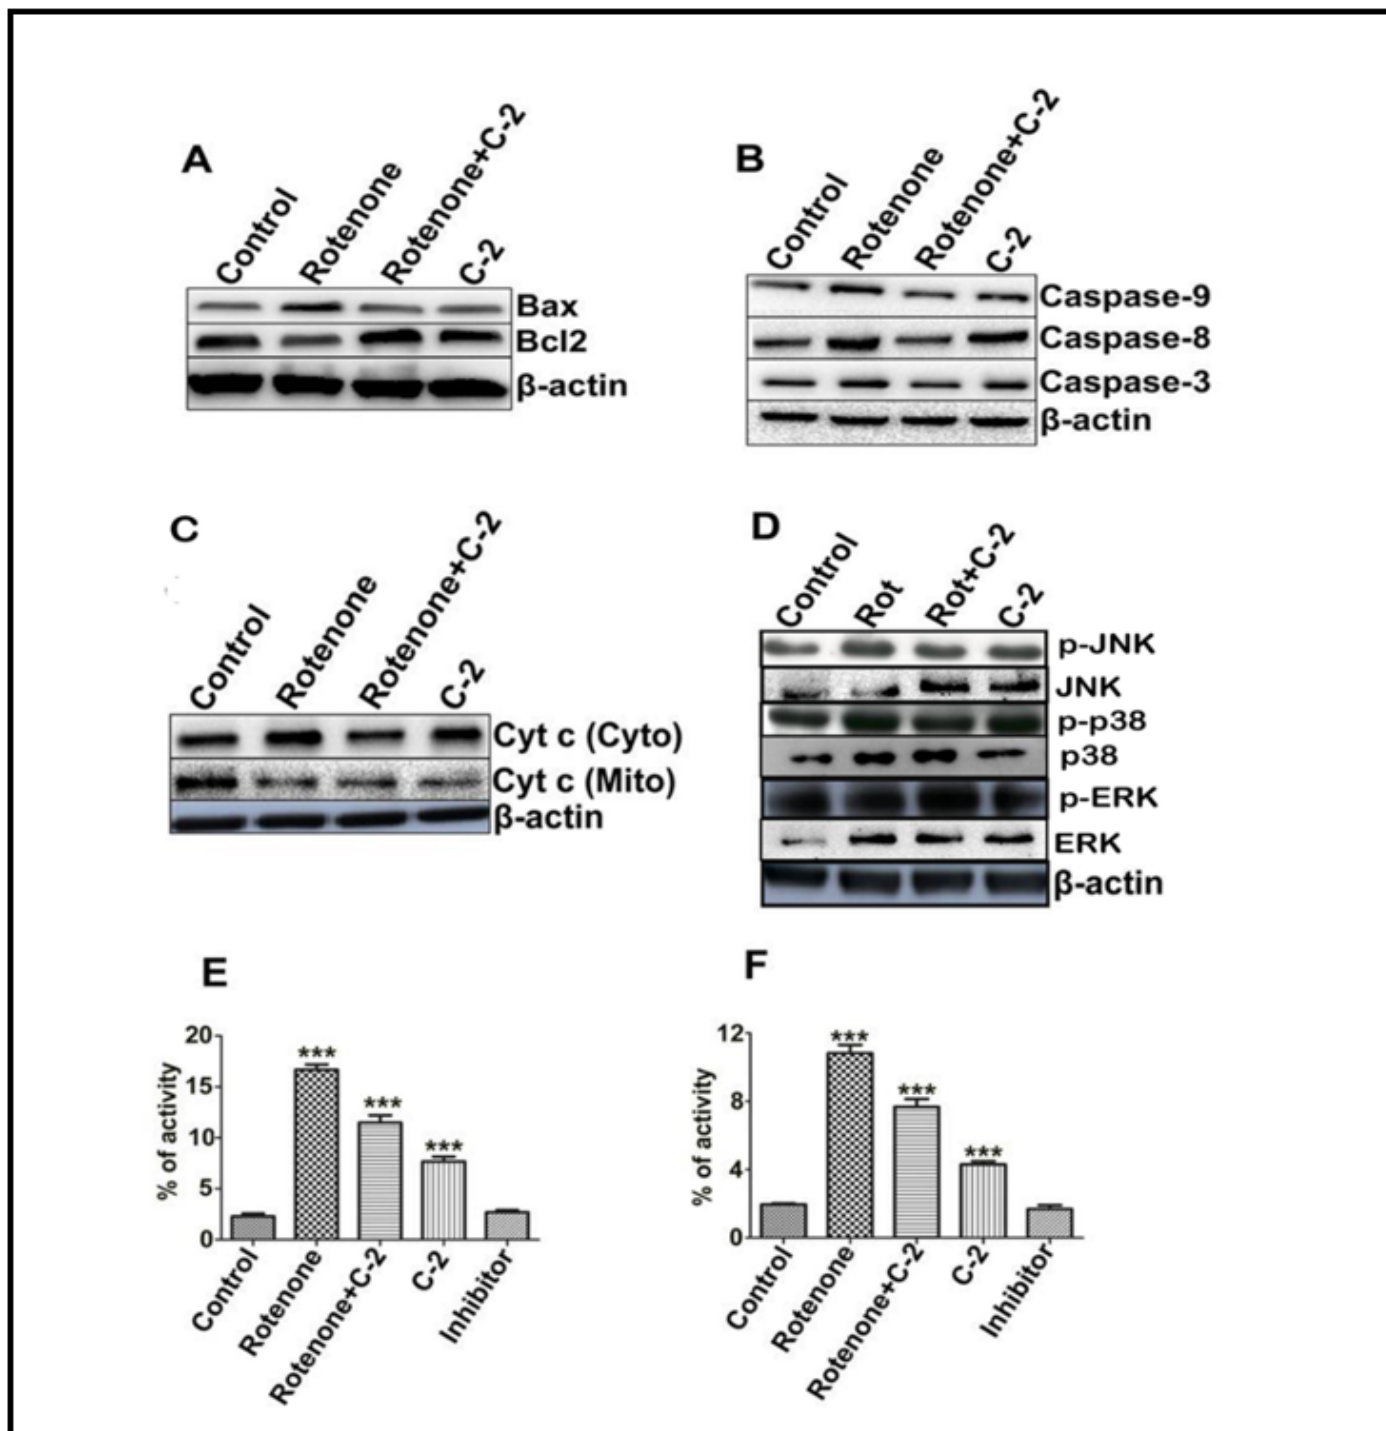 A
Control
Rotenone
Rotenone+C-2
C-2
Bax
Bcl2
β-actin
B
Control
Rotenone
Rotenone+C-2
C-2
Caspase-9
Caspase-8
Caspase-3
β-actin
C
Control
Rotenone
Rotenone+C-2
C-2
Cyt c (Cyto)
Cyt c (Mito)
β-actin
D
Control
Rot
Rot+C-2
C-2
p-JNK
JNK
p-p38
p38
p-ERK
ERK
β-actin
E
% of activity
20
15
10
5
0
***
***
***
Control
Rotenone
Rotenone+C-2
C-2
Inhibitor
F
% of activity
12
8
4
0
***
***
***
Control
Rotenone
Rotenone+C-2
C-2
Inhibitor